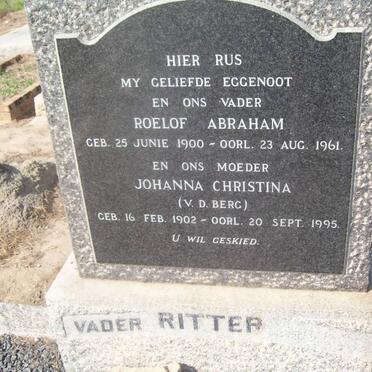 HIER RUS
MY GELIEFDE EGGENOOT
EN ONS VADER
ROELOF ABRAHAM
GEB. 25 JUNIE 1900 – OORL. 23 AUG. 1961.
EN ONS MOEDER
JOHANNA CHRISTINA
(V. D. BERG)
GEB. 16 FEB. 1902 – OORL. 20 SEPT. 1995.
U WIL GESKIED.
VADER RITTER